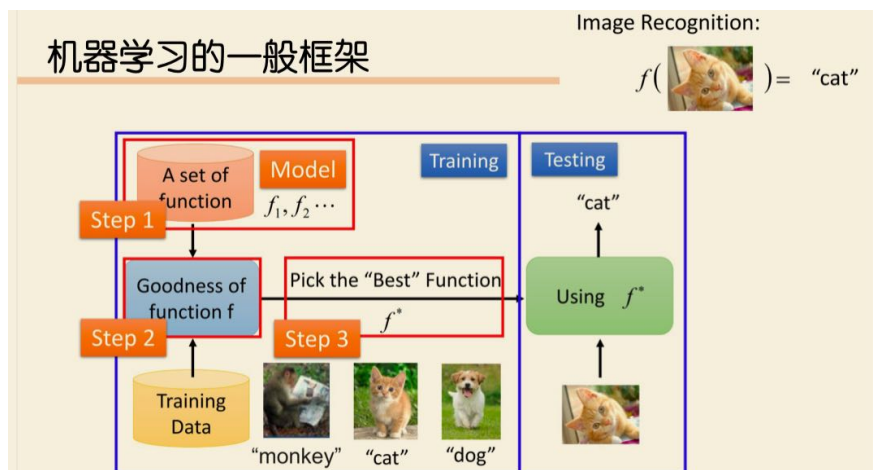 机器学习的一般框架
Image Recognition:
f( )= “cat”
A set of
function
Model
f₁, f₂ ⋯
Step 1
Training
Testing
“cat”
Goodness of
function f
Step 2
Pick the “Best” Function
f*
Step 3
Using f*
Training
Data
“monkey”
“cat”
“dog”